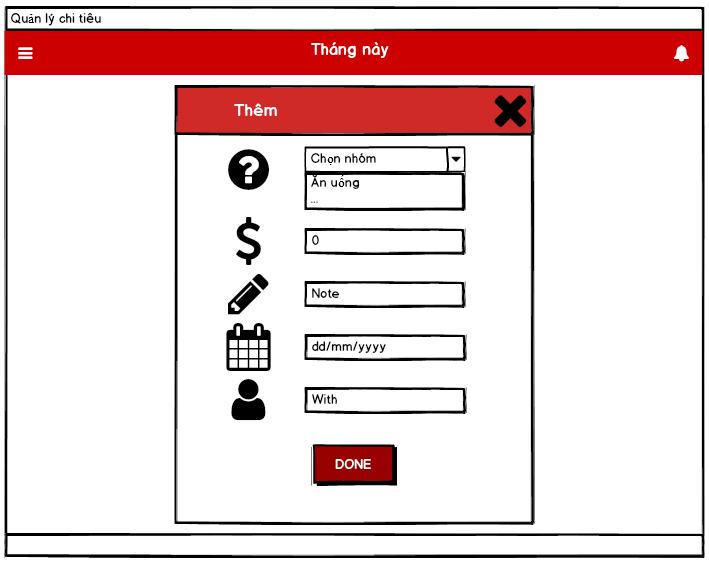 Quản lý chi tiêu
Tháng này
Thêm
Chọn nhóm
Ăn uống
...
0
Note
dd/mm/yyyy
With
DONE